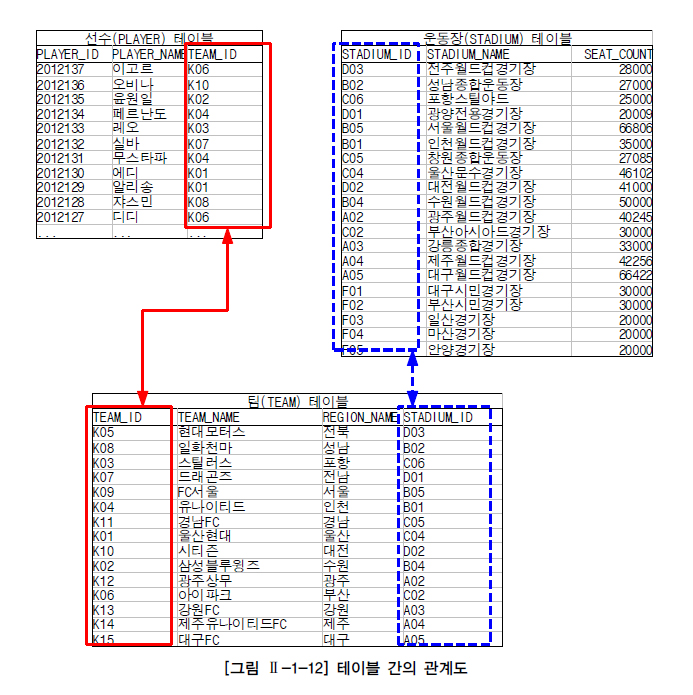 선수(PLAYER) 테이블
PLAYER_ID PLAYER_NAME TEAM_ID
2012137 이고르 K06
2012136 오비나 K10
2012135 윤원일 K02
2012134 페르난도 K04
2012133 레오 K03
2012132 실바 K07
2012131 무스타파 K04
2012130 에디 K01
2012129 알리송 K01
2012128 쟈스민 K08
2012127 디디 K06
... ... ...
운동장(STADIUM) 테이블
STADIUM_ID STADIUM_NAME SEAT_COUNT
D03 전주월드컵경기장 28000
B02 성남종합운동장 27000
C06 포항스틸야드 25000
D01 광양전용경기장 20009
B05 서울월드컵경기장 66806
B01 인천월드컵경기장 35000
C05 창원종합운동장 27085
C04 울산문수경기장 46102
D02 대전월드컵경기장 41000
B04 수원월드컵경기장 50000
A02 광주월드컵경기장 40245
C02 부산아시아드경기장 30000
A03 강릉종합경기장 33000
A04 제주월드컵경기장 42256
A05 대구월드컵경기장 66422
F01 대구시민경기장 30000
F02 부산시민경기장 30000
F03 일산경기장 20000
F04 마산경기장 20000
F05 안양경기장 20000
팀(TEAM) 테이블
TEAM_ID TEAM_NAME REGION_NAME STADIUM_ID
K05 현대모터스 전북 D03
K08 일화천마 성남 B02
K03 스틸러스 포항 C06
K07 드래곤즈 전남 D01
K09 FC서울 서울 B05
K04 유나이티드 인천 B01
K11 경남FC 경남 C05
K01 울산현대 울산 C04
K10 시티즌 대전 D02
K02 삼성블루윙즈 수원 B04
K12 광주상무 광주 A02
K06 아이파크 부산 C02
K13 강원FC 강원 A03
K14 제주유나이티드FC 제주 A04
K15 대구FC 대구 A05
[그림 Ⅱ-1-12] 테이블 간의 관계도